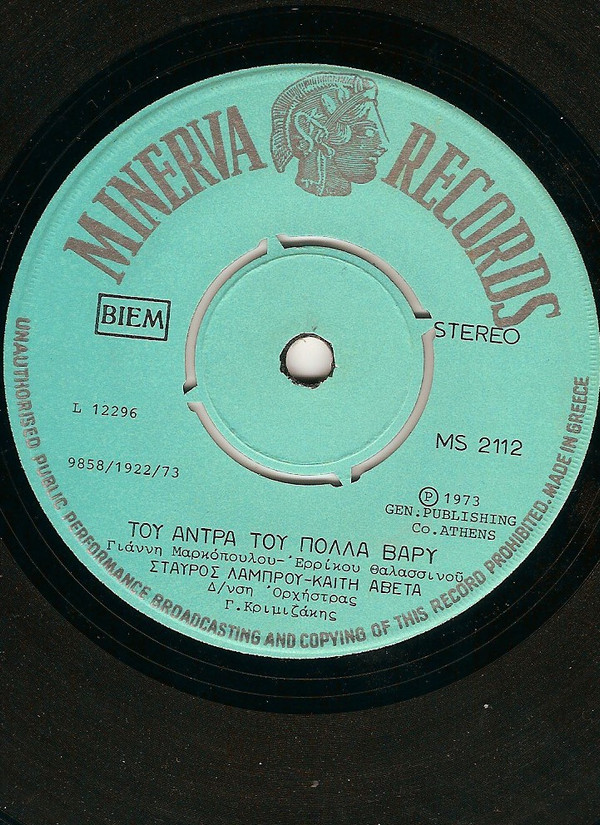 MINERVA RECORDS
BIEM
STEREO
L 12296
MS 2112
9858/1922/73
Ⓟ 1973
GEN:PUBLISHING
Co.ATHENS
ΤΟΥ ΑΝΤΡΑ ΤΟΥ ΠΟΛΛΑ ΒΑΡΥ
Γιάννη Μαρκόπουλου-Ἐρρίκου Θαλασσινοῦ
ΣΤΑΥΡΟΣ ΛΑΜΠΡΟΥ-ΚΑΙΤΗ ΑΒΕΤΑ
Δ/νση Ὀρχήστρας
Γ.Κριμιζάκης
UNAUTHORISED PUBLIC PERFORMANCE BROADCASTING AND COPYING OF THIS RECORD PROHIBITED. MADE IN GREECE